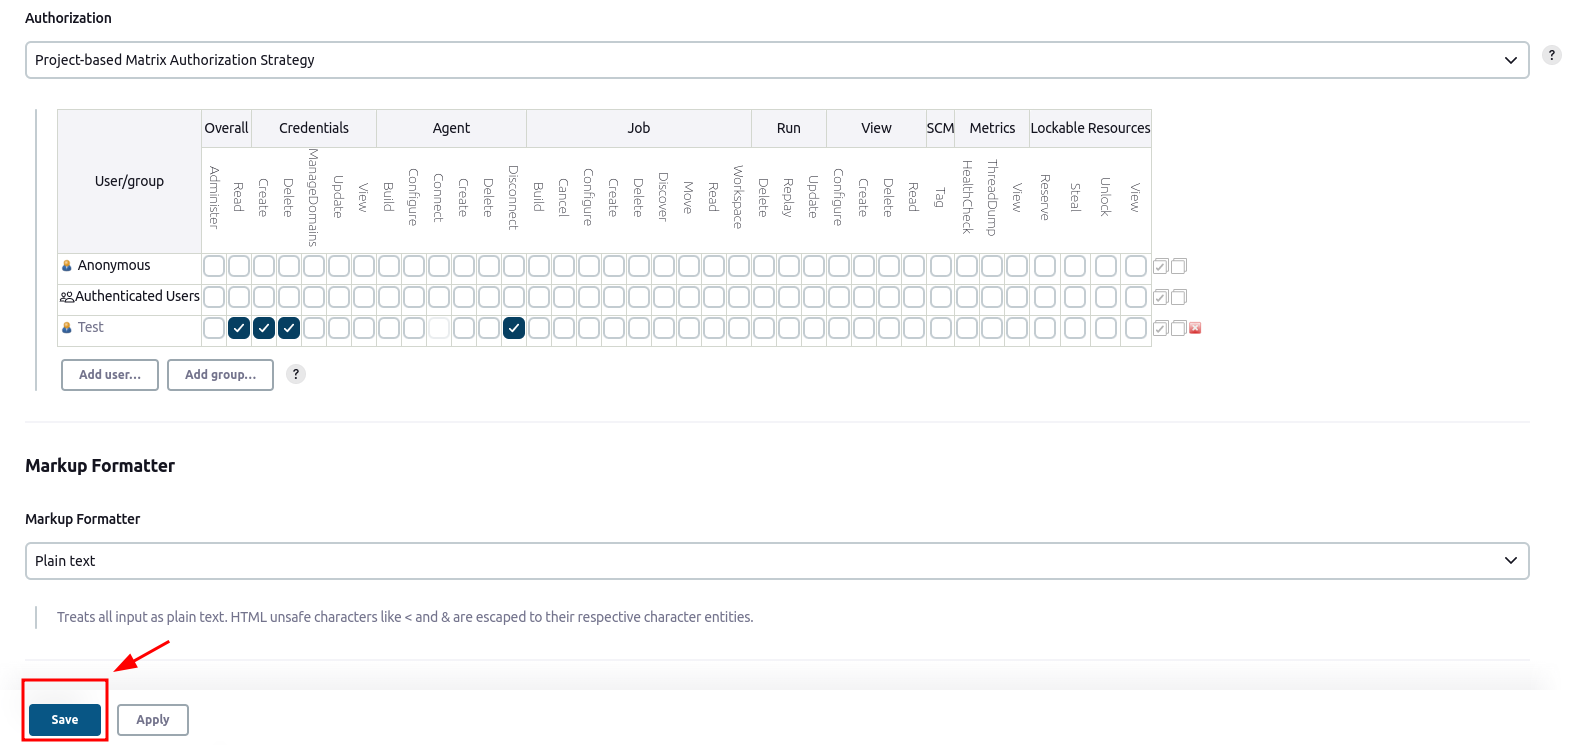 Authorization
Project-based Matrix Authorization Strategy
?
User/group
Overall Credentials Agent Job Run View SCM Metrics Lockable Resources
Administer Read Create Delete ManageDomains Update View Build Configure Connect Create Delete Disconnect Build Cancel Configure Create Delete Discover Move Read Workspace Delete Replay Update Configure Create Delete Read Tag HealthCheck ThreadDump View Reserve Steal Unlock View
Anonymous
Authenticated Users
Test
Add user... Add group... ?
Markup Formatter
Markup Formatter
Plain text
Treats all input as plain text. HTML unsafe characters like < and & are escaped to their respective character entities.
Save Apply